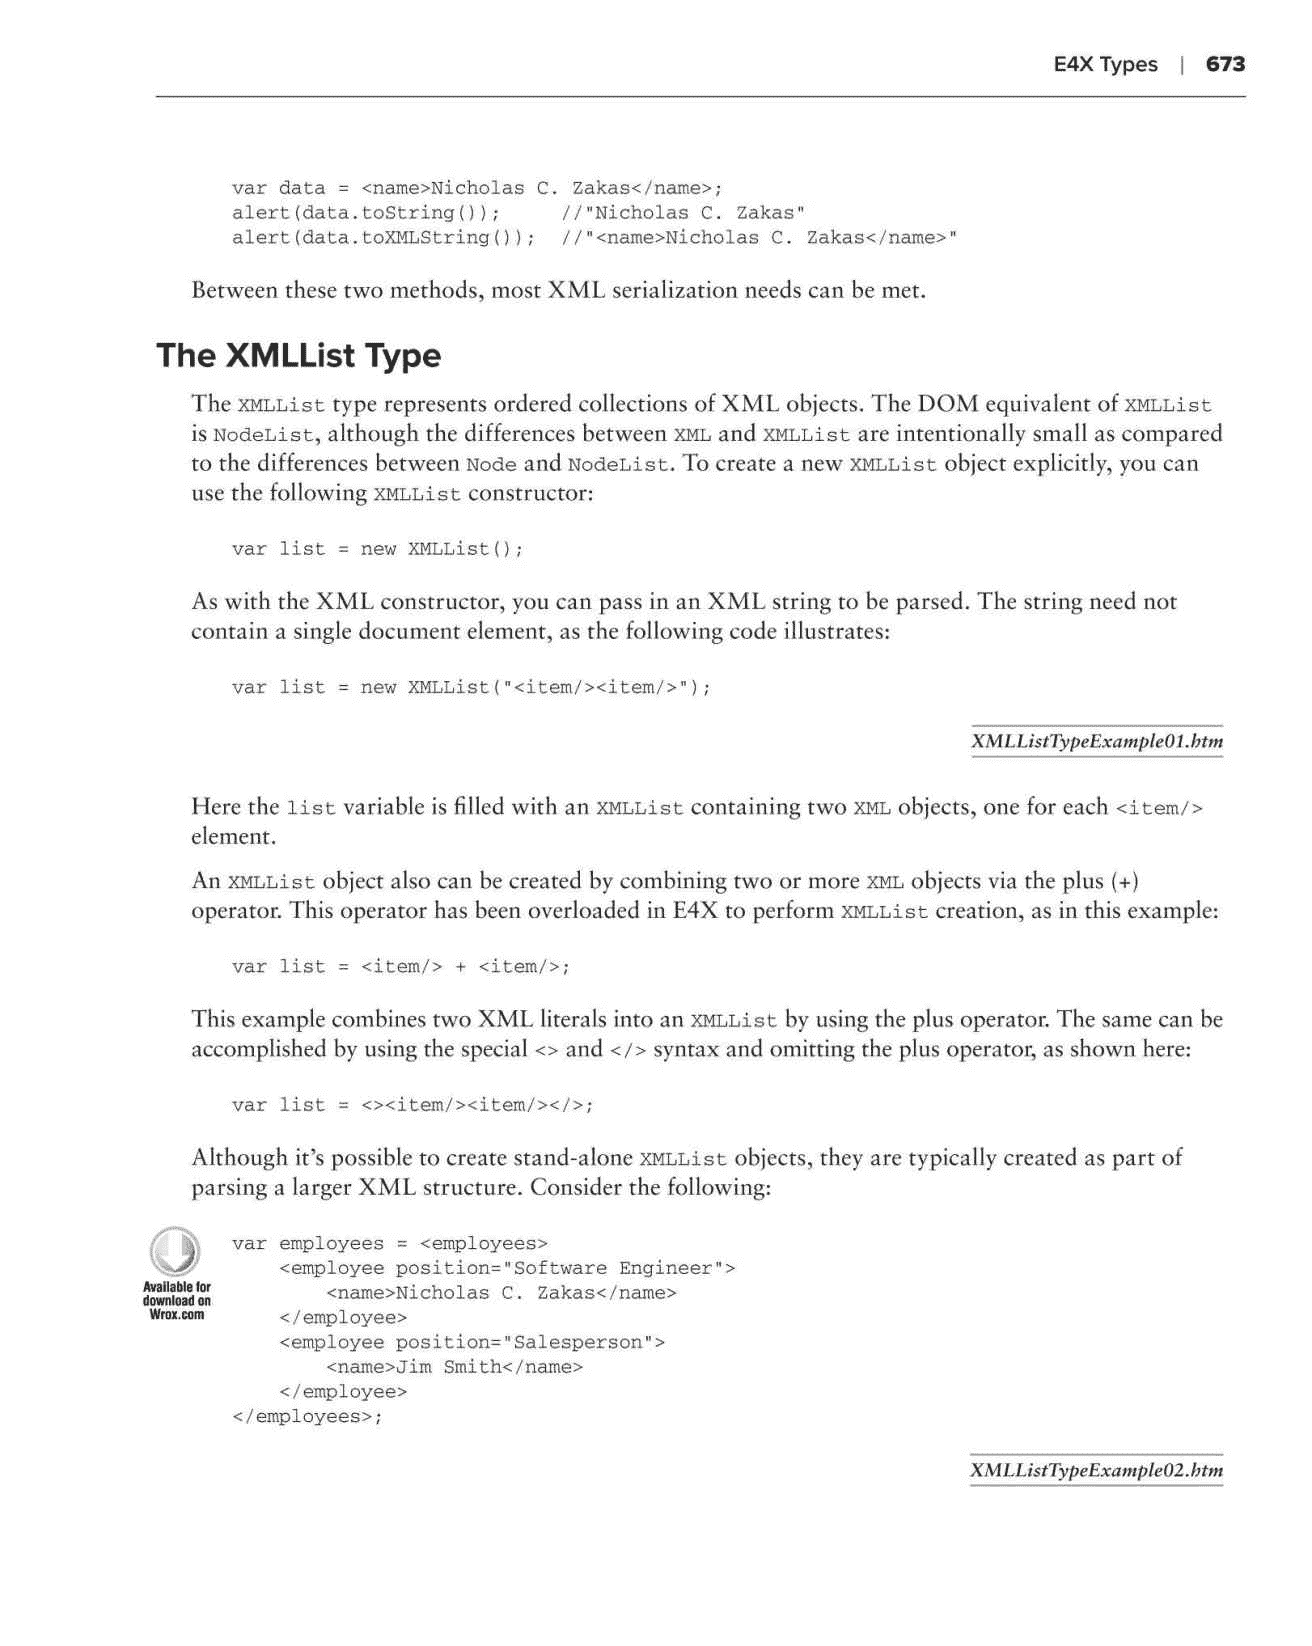 E4X Types | 673
var data = <name>Nicholas C. Zakas</name>;
alert(data.toString());     //"Nicholas C. Zakas"
alert(data.toXMLString());  //"<name>Nicholas C. Zakas</name>"
Between these two methods, most XML serialization needs can be met.
The XMLList Type
The XMLList type represents ordered collections of XML objects. The DOM equivalent of XMLList
is NodeList, although the differences between XML and XMLList are intentionally small as compared
to the differences between Node and NodeList. To create a new XMLList object explicitly, you can
use the following XMLList constructor:
var list = new XMLList();
As with the XML constructor, you can pass in an XML string to be parsed. The string need not
contain a single document element, as the following code illustrates:
var list = new XMLList("<item/><item/>");
XMLListTypeExample01.htm
Here the list variable is filled with an XMLList containing two XML objects, one for each <item/>
element.
An XMLList object also can be created by combining two or more XML objects via the plus (+)
operator. This operator has been overloaded in E4X to perform XMLList creation, as in this example:
var list = <item/> + <item/>;
This example combines two XML literals into an XMLList by using the plus operator. The same can be
accomplished by using the special <> and </> syntax and omitting the plus operator, as shown here:
var list = <><item/><item/></>;
Although it's possible to create stand-alone XMLList objects, they are typically created as part of
parsing a larger XML structure. Consider the following:
Available for
download on
Wrox.com
var employees = <employees>
    <employee position="Software Engineer">
        <name>Nicholas C. Zakas</name>
    </employee>
    <employee position="Salesperson">
        <name>Jim Smith</name>
    </employee>
</employees>;
XMLListTypeExample02.htm